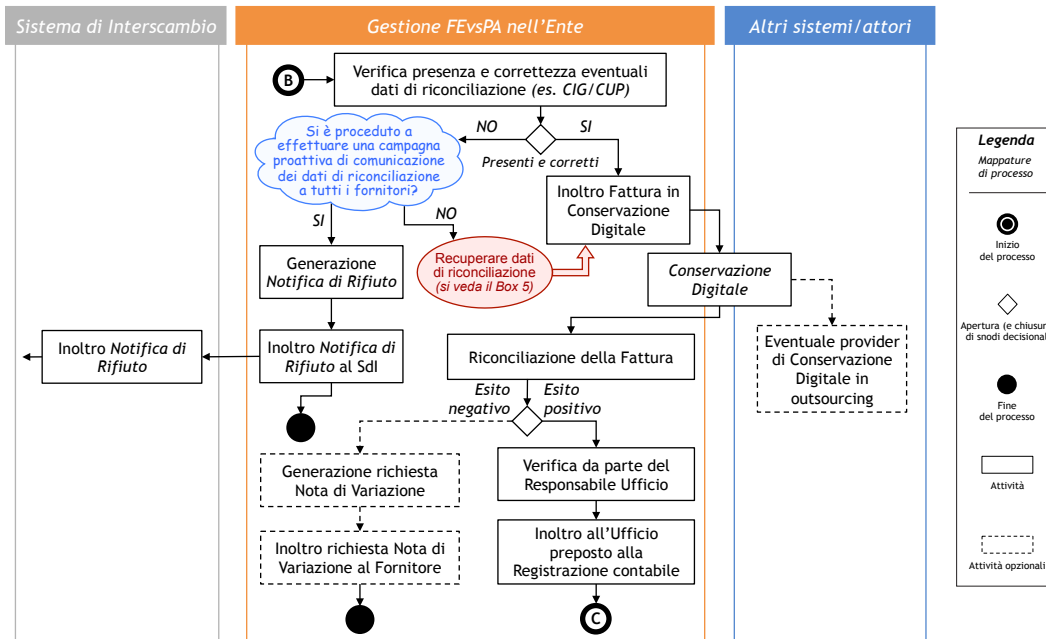 Sistema di Interscambio
Gestione FEvsPA nell'Ente
Altri sistemi/attori
B
Verifica presenza e correttezza eventuali
dati di riconciliazione (es. CIG/CUP)
NO
SI
Presenti e corretti
Si è proceduto a
effettuare una campagna
proattiva di comunicazione
dei dati di riconciliazione
a tutti i fornitori?
Inoltro Fattura in
Conservazione
Digitale
SI
NO
Recuperare dati
di riconciliazione
(si veda il Box 5)
Generazione
Notifica di Rifiuto
Conservazione
Digitale
Inoltro Notifica di
Rifiuto
Inoltro Notifica di
Rifiuto al SdI
Riconciliazione della Fattura
Eventuale provider
di Conservazione
Digitale in
outsourcing
Esito
negativo
Esito
positivo
Generazione richiesta
Nota di Variazione
Verifica da parte del
Responsabile Ufficio
Inoltro richiesta Nota di
Variazione al Fornitore
Inoltro all'Ufficio
preposto alla
Registrazione contabile
C
Legenda
Mappature
di processo
Inizio
del processo
Apertura (e chiusur
di snodi decisional
Fine
del processo
Attività
Attività opzionali